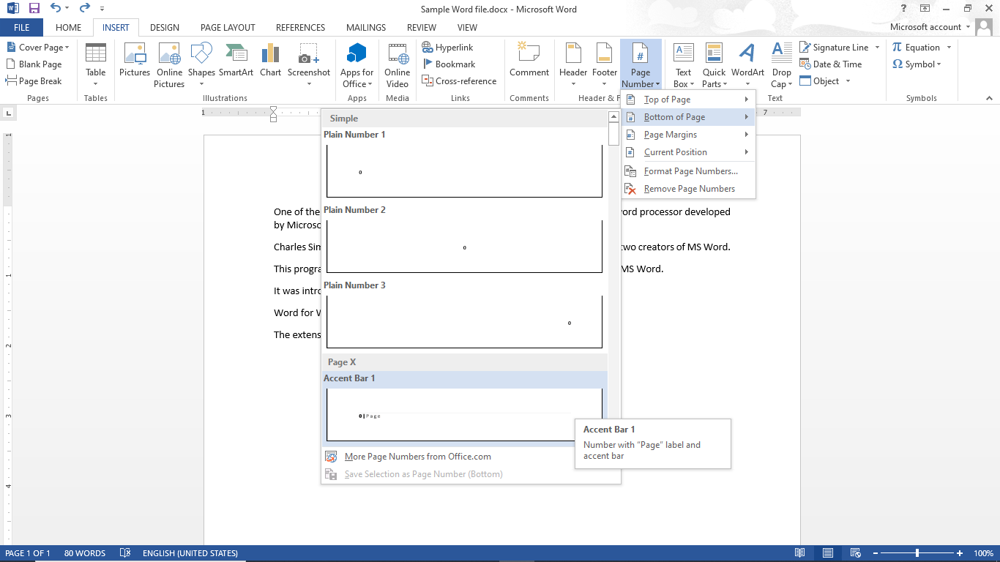 Sample Word file.docx - Microsoft Word
?
FILE HOME INSERT DESIGN PAGE LAYOUT REFERENCES MAILINGS REVIEW VIEW Microsoft account
Cover Page
Blank Page
Page Break
Pages
Table
Tables
Pictures
Online Pictures
Shapes
SmartArt
Chart
Screenshot
Illustrations
Apps for Office
Apps
Online Video
Media
Hyperlink
Bookmark
Cross-reference
Links
Comment
Comments
Header
Footer
Page Number
Header & F
Text Box
Quick Parts
WordArt
Drop Cap
Signature Line
Date & Time
Object
Text
Equation
Symbol
Symbols
Top of Page
Bottom of Page
Page Margins
Current Position
Format Page Numbers...
Remove Page Numbers
L
1
7
1
1
2
3
4
Simple
Plain Number 1
0
Plain Number 2
0
Plain Number 3
0
Page X
Accent Bar 1
0 | Page
More Page Numbers from Office.com
Save Selection as Page Number (Bottom)
Accent Bar 1
Number with "Page" label and
accent bar
One of the ord processor developed
by Microso
Charles Sim two creators of MS Word.
This progra MS Word.
It was intro
Word for W
The extens
PAGE 1 OF 1 80 WORDS ENGLISH (UNITED STATES) 100%